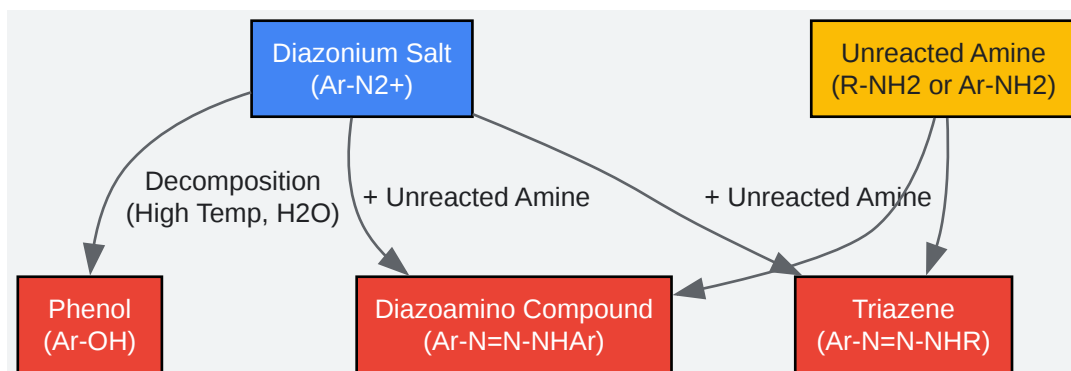 Diazonium Salt
(Ar-N2+)
Unreacted Amine
(R-NH2 or Ar-NH2)
Decomposition
(High Temp, H2O)
+ Unreacted Amine
+ Unreacted Amine
Phenol
(Ar-OH)
Diazoamino Compound
(Ar-N=N-NHAr)
Triazene
(Ar-N=N-NHR)